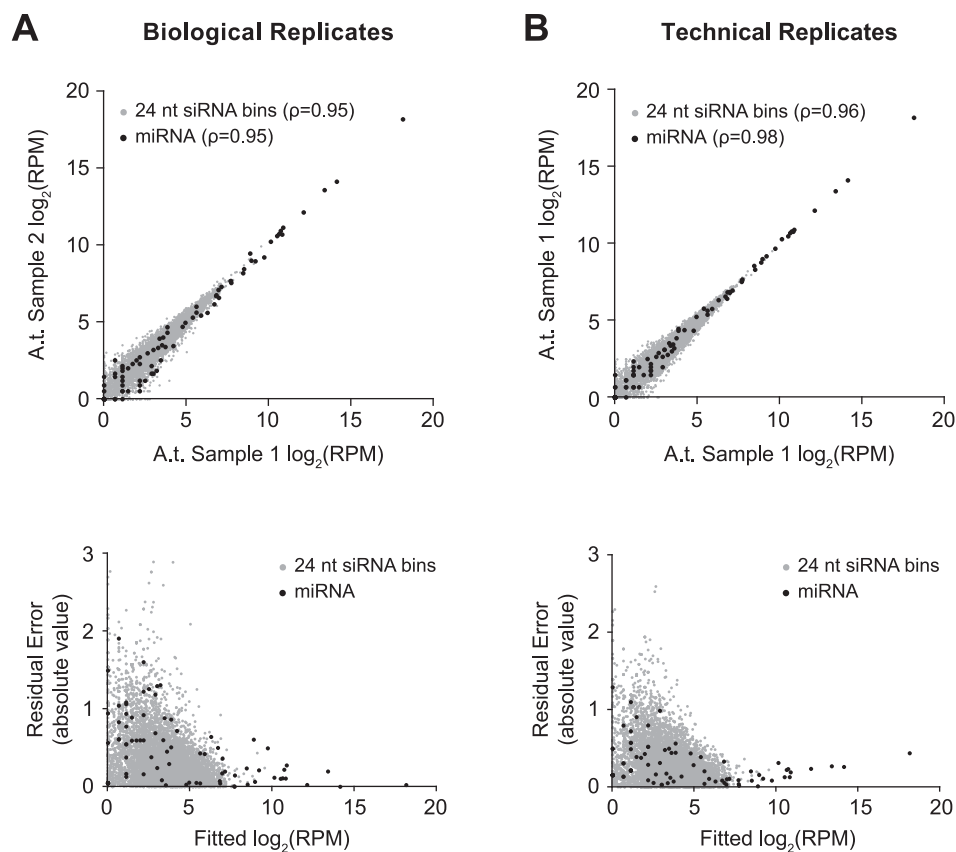 A Biological Replicates
B Technical Replicates
20
15
10
5
0
A.t. Sample 2 log2(RPM)
24 nt siRNA bins (ρ=0.95)
miRNA (ρ=0.95)
0 5 10 15 20
A.t. Sample 1 log2(RPM)
20
15
10
5
0
A.t. Sample 1 log2(RPM)
24 nt siRNA bins (ρ=0.96)
miRNA (ρ=0.98)
0 5 10 15 20
A.t. Sample 1 log2(RPM)
3
2
1
0
Residual Error
(absolute value)
24 nt siRNA bins
miRNA
0 5 10 15 20
Fitted log2(RPM)
3
2
1
0
Residual Error
(absolute value)
24 nt siRNA bins
miRNA
0 5 10 15 20
Fitted log2(RPM)